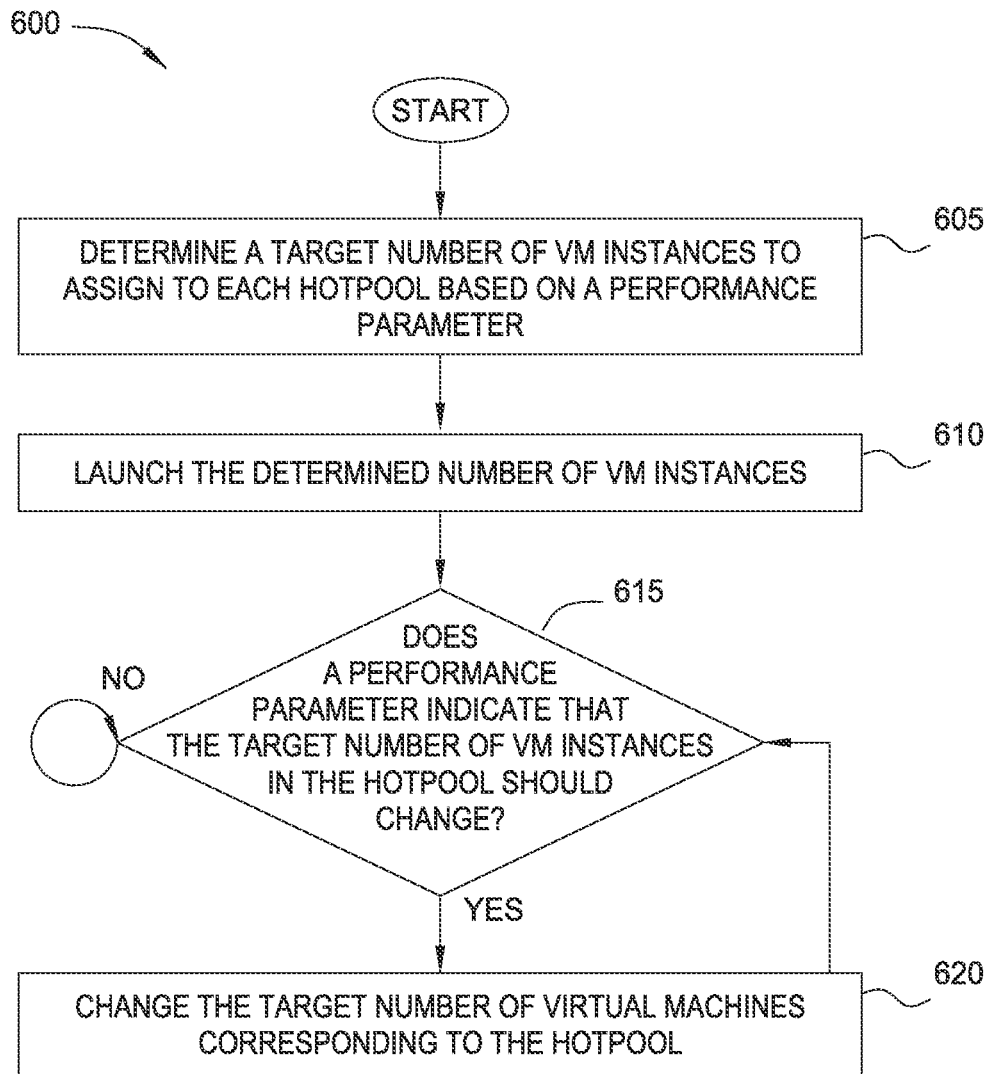 600
START
605
DETERMINE A TARGET NUMBER OF VM INSTANCES TO
ASSIGN TO EACH HOTPOOL BASED ON A PERFORMANCE
PARAMETER
610
LAUNCH THE DETERMINED NUMBER OF VM INSTANCES
615
DOES
A PERFORMANCE
PARAMETER INDICATE THAT
THE TARGET NUMBER OF VM INSTANCES
IN THE HOTPOOL SHOULD
CHANGE?
NO
YES
620
CHANGE THE TARGET NUMBER OF VIRTUAL MACHINES
CORRESPONDING TO THE HOTPOOL